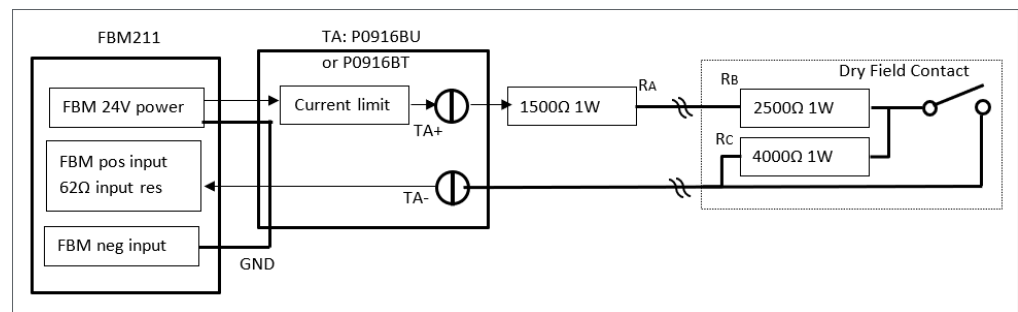 FBM211
TA: P0916BU
or P0916BT
Dry Field Contact
FBM 24V power
Current limit
TA+
1500Ω 1W
RA
RB
2500Ω 1W
RC
4000Ω 1W
FBM pos input
62Ω input res
TA-
FBM neg input
GND